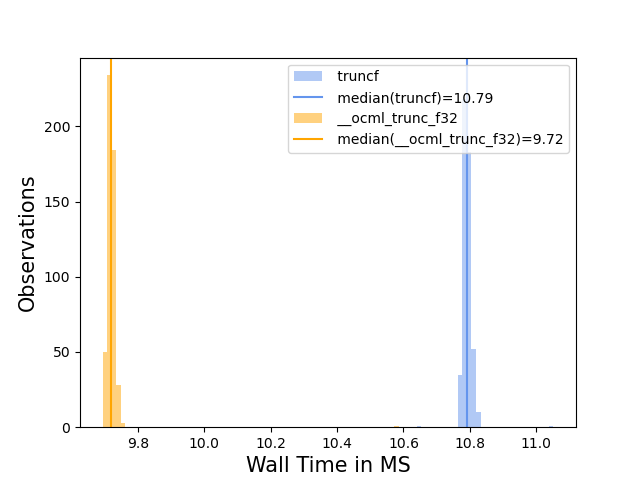 truncf
median(truncf)=10.79
__ocml_trunc_f32
median(__ocml_trunc_f32)=9.72
Observations
200
150
100
50
0
9.8 10.0 10.2 10.4 10.6 10.8 11.0
Wall Time in MS